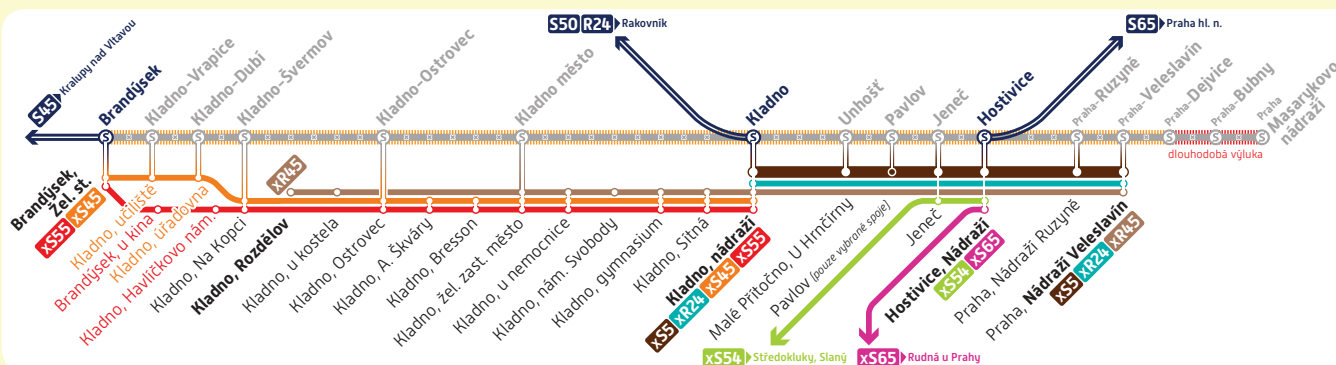 S50 R24 Rakovník
S65 Praha hl. n.
S45 Kralupy nad Vltavou
Brandýsek
Kladno-Vrapice
Kladno-Dubí
Kladno-Švermov
Kladno-Ostrovec
Kladno město
Kladno
Unhošť
Pavlov
Jeneč
Hostivice
Praha-Ruzyně
Praha-Veleslavín
Praha-Dejvice
Praha-Bubny
Praha
Masarykovo
nádraží
dlouhodobá výluka
xR45
Brandýsek,
Žel. st.
xS55 xS45
Kladno, učiliště
Brandýsek, u kina
Kladno, úřadovna
Kladno, Havlíčkovo nám.
Kladno, Na Kopci
Kladno, Rozdělov
Kladno, u kostela
Kladno, Ostrovec
Kladno, A. Škváry
Kladno, Bresson
Kladno, žel. zast. město
Kladno, u nemocnice
Kladno, nám. Svobody
Kladno, gymnasium
Kladno, Sítná
Kladno, nádraží
xS5 xR24 xS45 xS55
Malé Přítočno, U Hrnčírny
Pavlov (pouze vybrané spoje)
Jeneč
Hostivice, Nádraží
xS54 xS65
Praha, Nádraží Ruzyně
Praha, Nádraží Veleslavín
xS5 xR24 xR45
xS54 Středokluky, Slaný
xS65 Rudná u Prahy